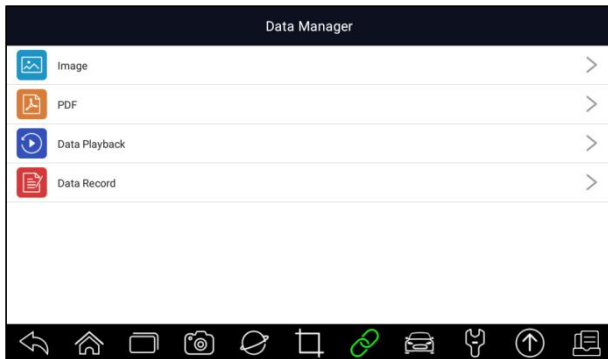 Data Manager
Image
PDF
Data Playback
Data Record